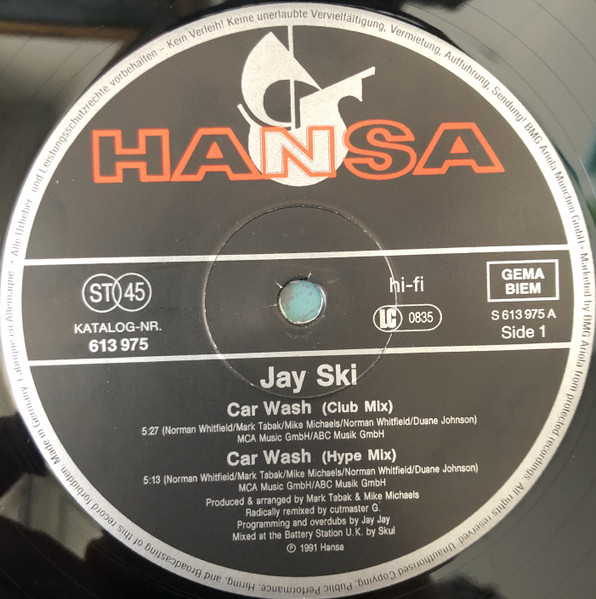 Alle Urheber- und Leistungsschutzrechte vorbehalten – Kein Verleih! Keine unerlaubte Vervielfältigung, Vermietung, Aufführung, Sendung! BMG Ariola München GmbH · Marketed by BMG Ariola
HANSA
ST 45
hi-fi
GEMA
BIEM
KATALOG-NR.
613 975
LC 0835
S 613 975 A
Side 1
Jay Ski
Car Wash (Club Mix)
5:27 (Norman Whitfield/Mark Tabak/Mike Michaels/Norman Whitfield/Duane Johnson)
MCA Music GmbH/ABC Musik GmbH
Car Wash (Hype Mix)
5:13 (Norman Whitfield/Mark Tabak/Mike Michaels/Norman Whitfield/Duane Johnson)
MCA Music GmbH/ABC Musik GmbH
Produced & arranged by Mark Tabak & Mike Michaels
Radically remixed by cutmaster G.
Programming and overdubs by Jay Jay
Mixed at the Battery Station U.K. by Skul
℗ 1991 Hansa
from protected recordings. All rights reserved. Unauthorised Copying, Public Performance, Hiring, and Broadcasting of this record forbidden. Made in Germany. Fabriqué en Allemagne ·